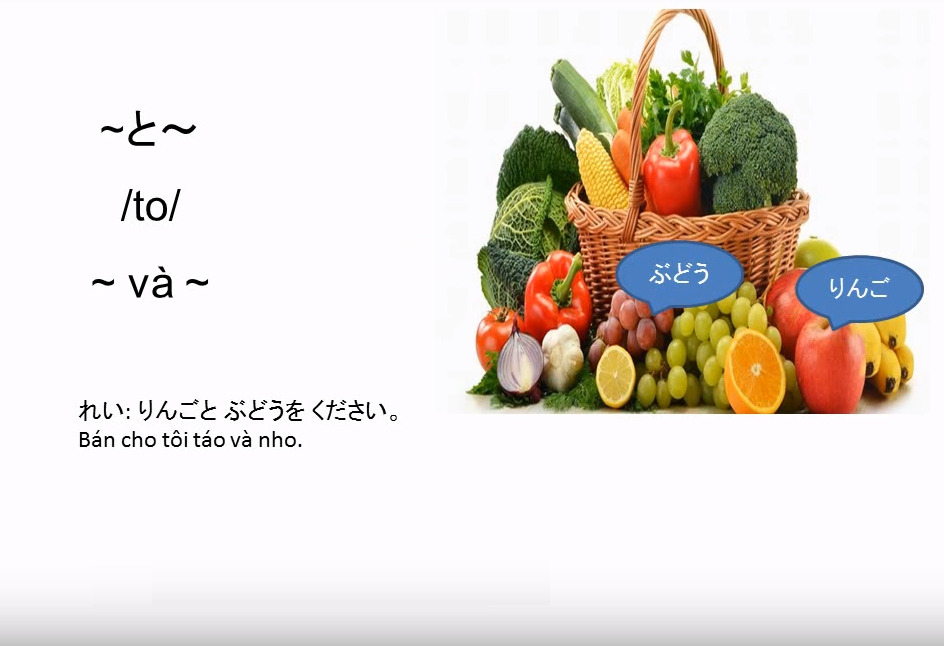 ~と～
/to/
~ và ~
れい: りんごと ぶどうを ください。
Bán cho tôi táo và nho.
ぶどう
りんご